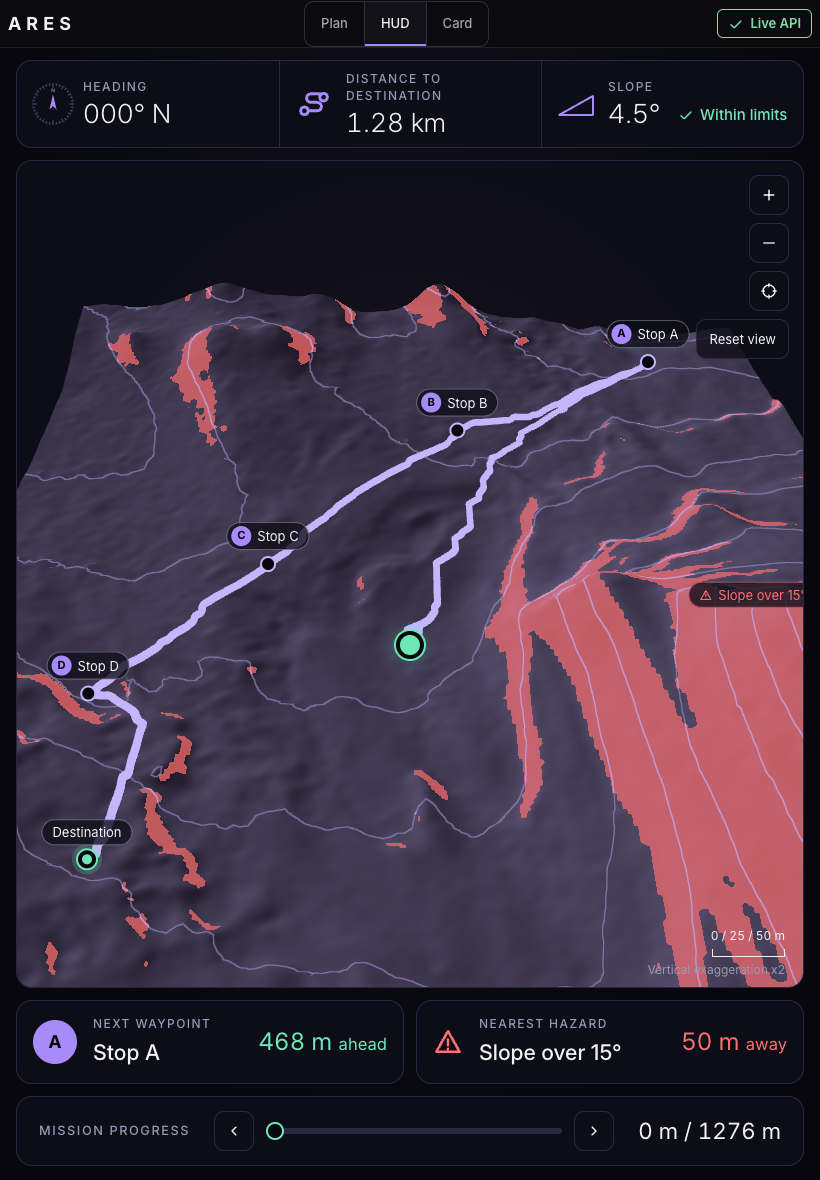 ARES
Plan
HUD
Card
Live API
HEADING
000° N
DISTANCE TO
DESTINATION
1.28 km
SLOPE
4.5°
Within limits
+
−
A Stop A
Reset view
B Stop B
C Stop C
Slope over 15°
D Stop D
Destination
0 / 25 / 50 m
Vertical exaggeration x2
A
NEXT WAYPOINT
Stop A
468 m ahead
NEAREST HAZARD
Slope over 15°
50 m away
MISSION PROGRESS
0 m / 1276 m